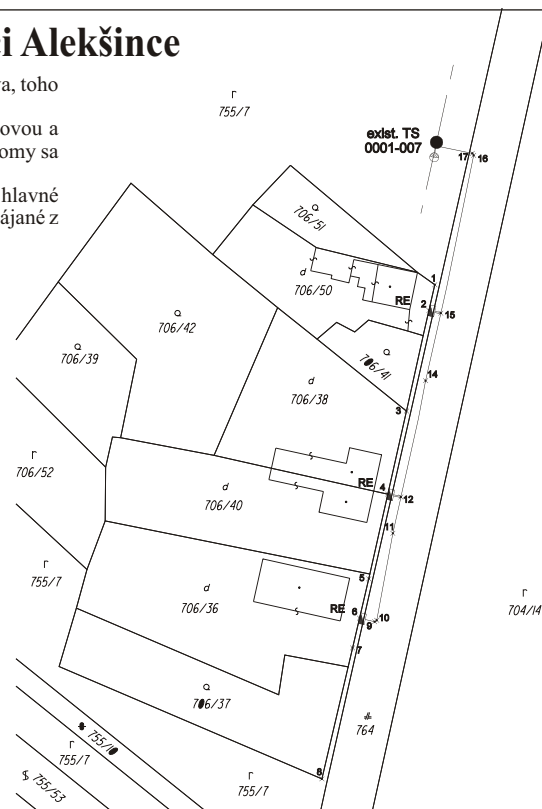 i Alekšince
va, toho
ovou a
omy sa
hlavné
ájané z
755/7
exist. TS
0001-007
17 16
706/51
706/50
1
RE 2 15
706/42
706/39
706/41
14
706/38
3
706/52
RE 4 12
706/40
11
755/7
5
706/36
RE 6 10
9
704/14
7
706/37
764
755/10
755/7
8
755/7
755/53